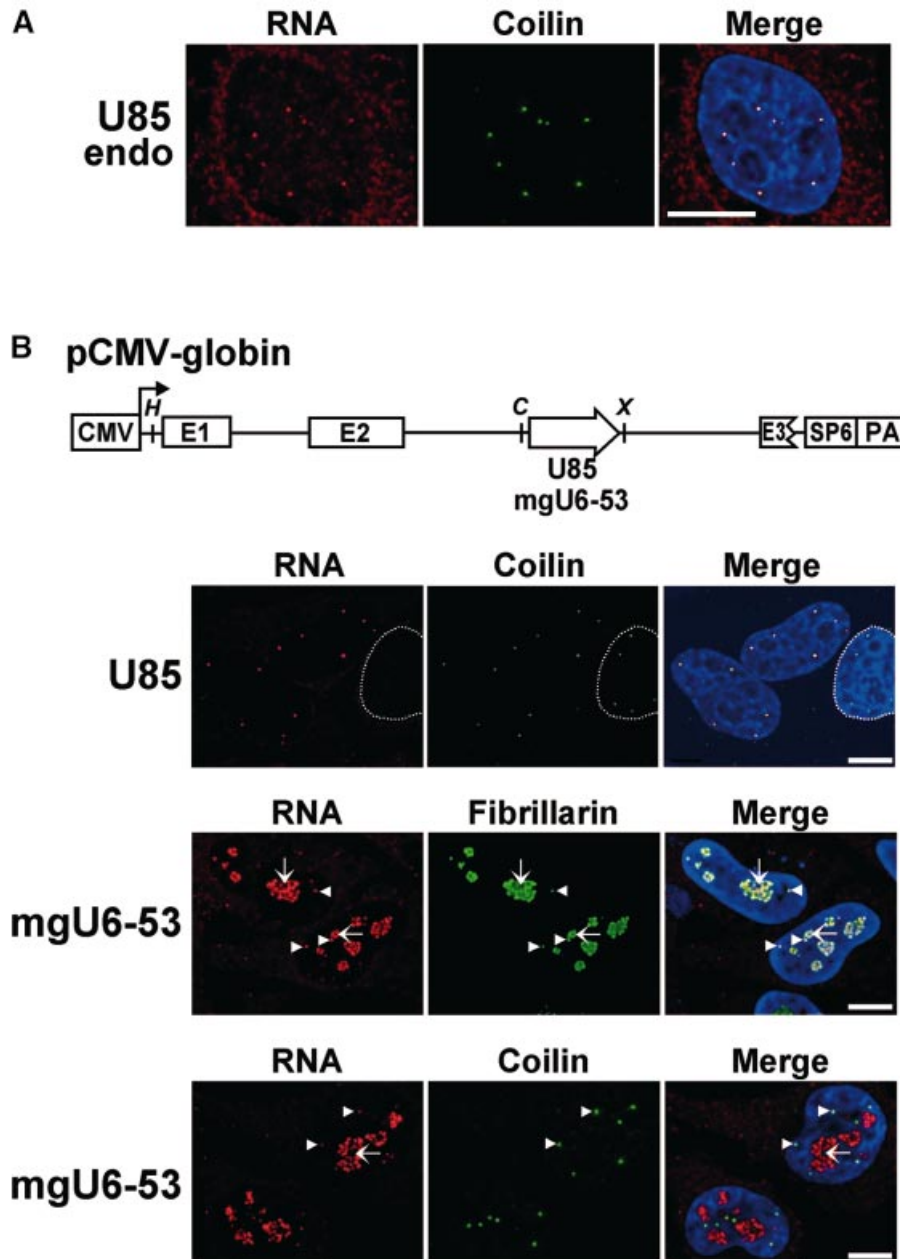 A
RNA Coilin Merge
U85
endo
B
pCMV-globin
CMV H E1 E2 C X E3 SP6 PA
U85
mgU6-53
RNA Coilin Merge
U85
RNA Fibrillarin Merge
mgU6-53
RNA Coilin Merge
mgU6-53